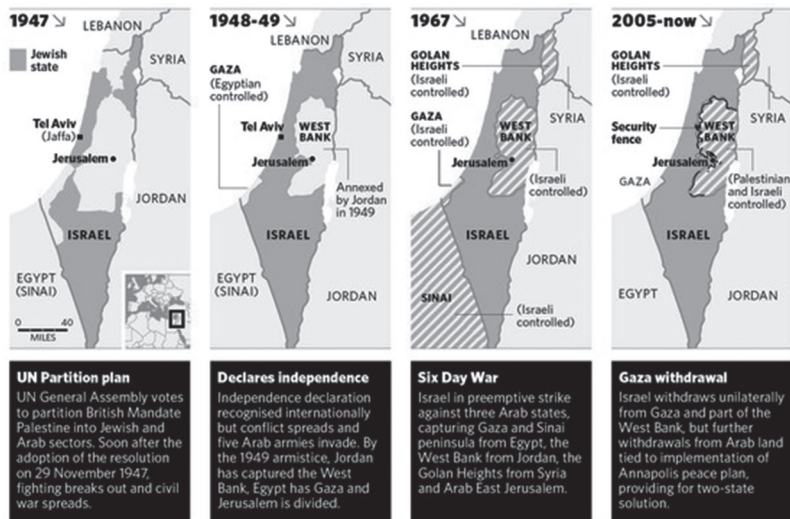 1947
LEBANON
Jewish
state
SYRIA
Tel Aviv
(Jaffa)
Jerusalem
JORDAN
ISRAEL
EGYPT
(SINAI)
0 40
MILES
UN Partition plan
UN General Assembly votes
to partition British Mandate
Palestine into Jewish and
Arab sectors. Soon after the
adoption of the resolution
on 29 November 1947,
fighting breaks out and civil
war spreads.
1948-49
LEBANON
SYRIA
GAZA
(Egyptian
controlled)
Tel Aviv
WEST
BANK
Jerusalem
Annexed
by Jordan
in 1949
ISRAEL
EGYPT
(SINAI)
JORDAN
Declares independence
Independence declaration
recognised internationally
but conflict spreads and
five Arab armies invade. By
the 1949 armistice, Jordan
has captured the West
Bank, Egypt has Gaza and
Jerusalem is divided.
1967
LEBANON
GOLAN
HEIGHTS
(Israeli
controlled)
SYRIA
GAZA
(Israeli
controlled)
WEST
BANK
Jerusalem
(Israeli
controlled)
ISRAEL
JORDAN
SINAI
(Israeli
controlled)
Six Day War
Israel in preemptive strike
against three Arab states,
capturing Gaza and Sinai
peninsula from Egypt, the
West Bank from Jordan, the
Golan Heights from Syria
and Arab East Jerusalem.
2005-now
LEBANON
GOLAN
HEIGHTS
(Israeli
controlled)
SYRIA
Security
fence
WEST
BANK
Jerusalem
GAZA
(Palestinian
and Israeli
controlled)
ISRAEL
EGYPT
JORDAN
Gaza withdrawal
Israel withdraws unilaterally
from Gaza and part of the
West Bank, but further
withdrawals from Arab land
tied to implementation of
Annapolis peace plan,
providing for two-state
solution.